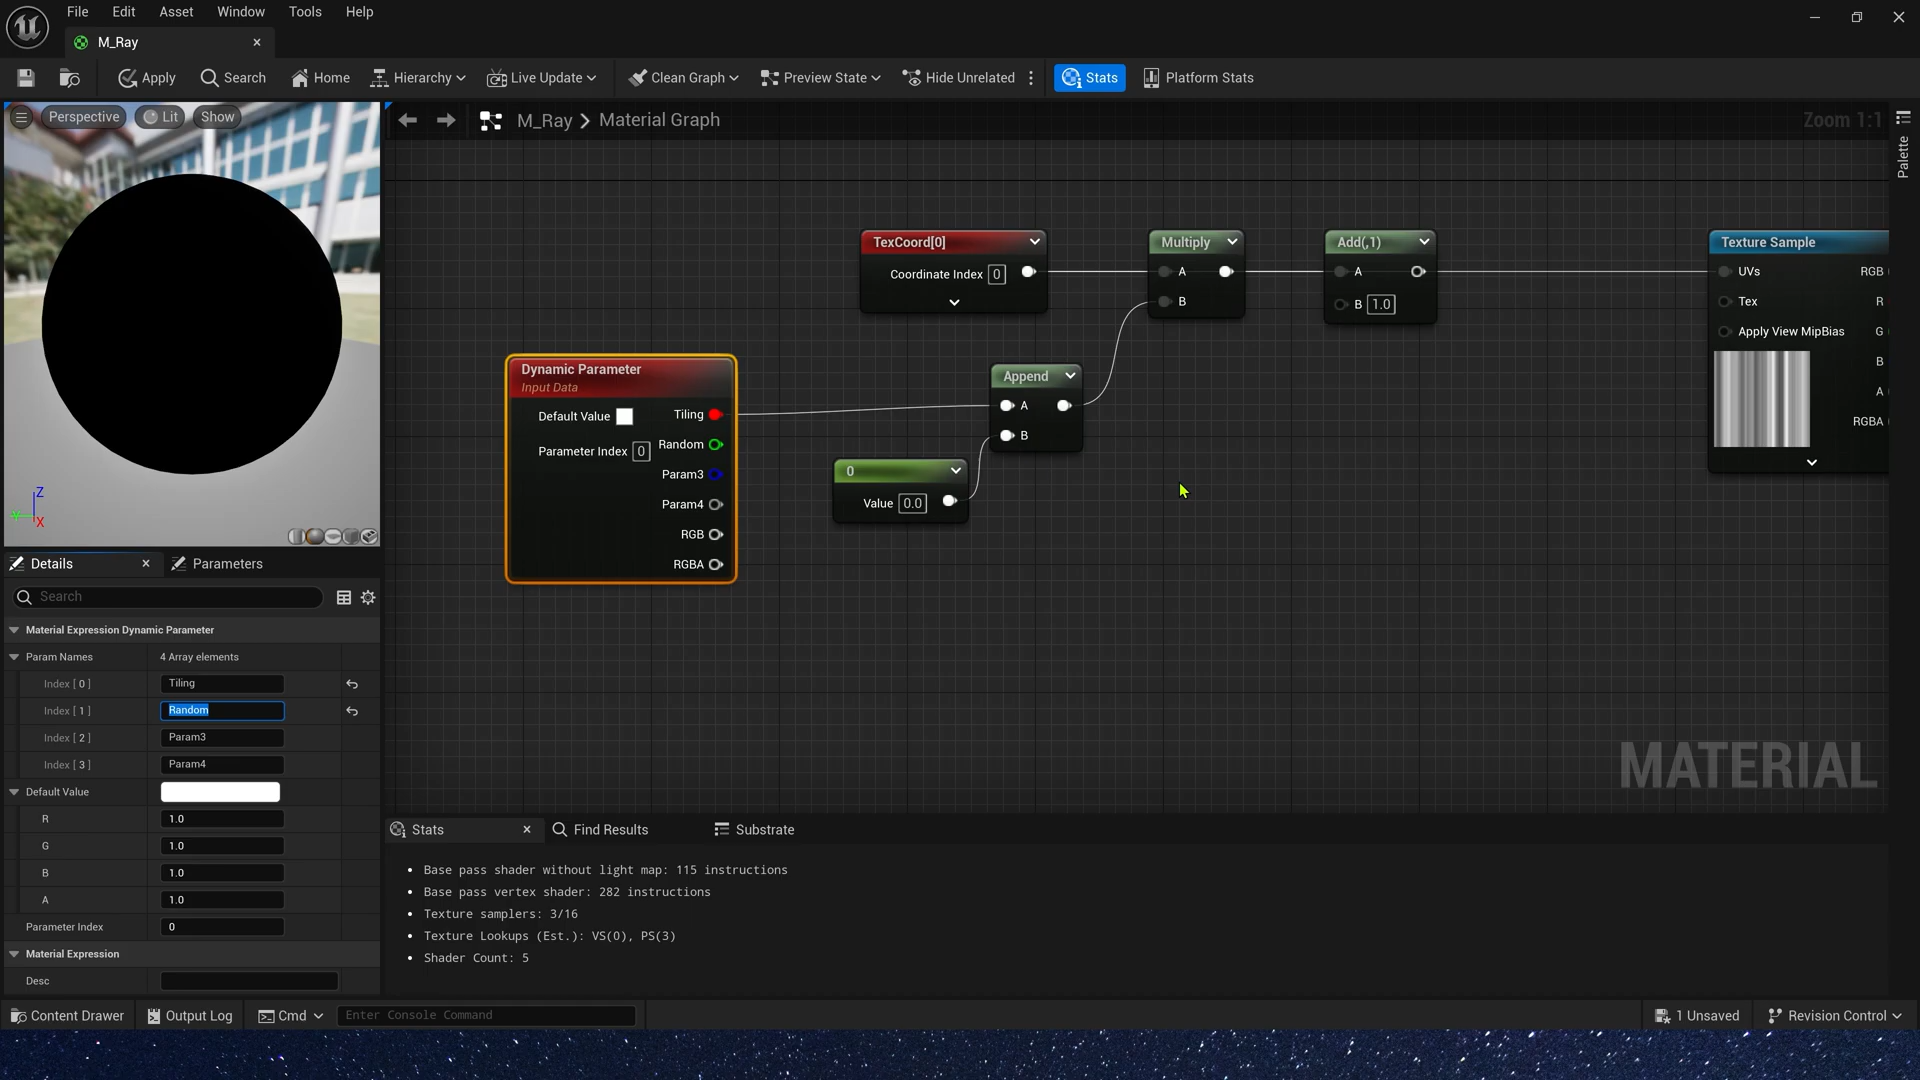 File Edit Asset Window Tools Help
M_Ray
Apply Search Home Hierarchy Live Update Clean Graph Preview State Hide Unrelated Stats Platform Stats
Perspective Lit Show
M_Ray > Material Graph
Zoom 1:1
Palette
TexCoord[0]
Coordinate Index 0
Multiply
A
B
Add(,1)
A
B 1.0
Texture Sample
UVs RGB
Tex R
Apply View MipBias G
B
A
RGBA
Dynamic Parameter
Input Data
Default Value Tiling
Parameter Index 0 Random
Param3
Param4
RGB
RGBA
Append
A
B
0
Value 0.0
Z
X
MATERIAL
Details Parameters
Search
Material Expression Dynamic Parameter
Param Names 4 Array elements
Index [ 0 ] Tiling
Index [ 1 ] Random
Index [ 2 ] Param3
Index [ 3 ] Param4
Default Value
R 1.0
G 1.0
B 1.0
A 1.0
Parameter Index 0
Material Expression
Desc
Stats Find Results Substrate
• Base pass shader without light map: 115 instructions
• Base pass vertex shader: 282 instructions
• Texture samplers: 3/16
• Texture Lookups (Est.): VS(0), PS(3)
• Shader Count: 5
Content Drawer Output Log Cmd Enter Console Command 1 Unsaved Revision Control